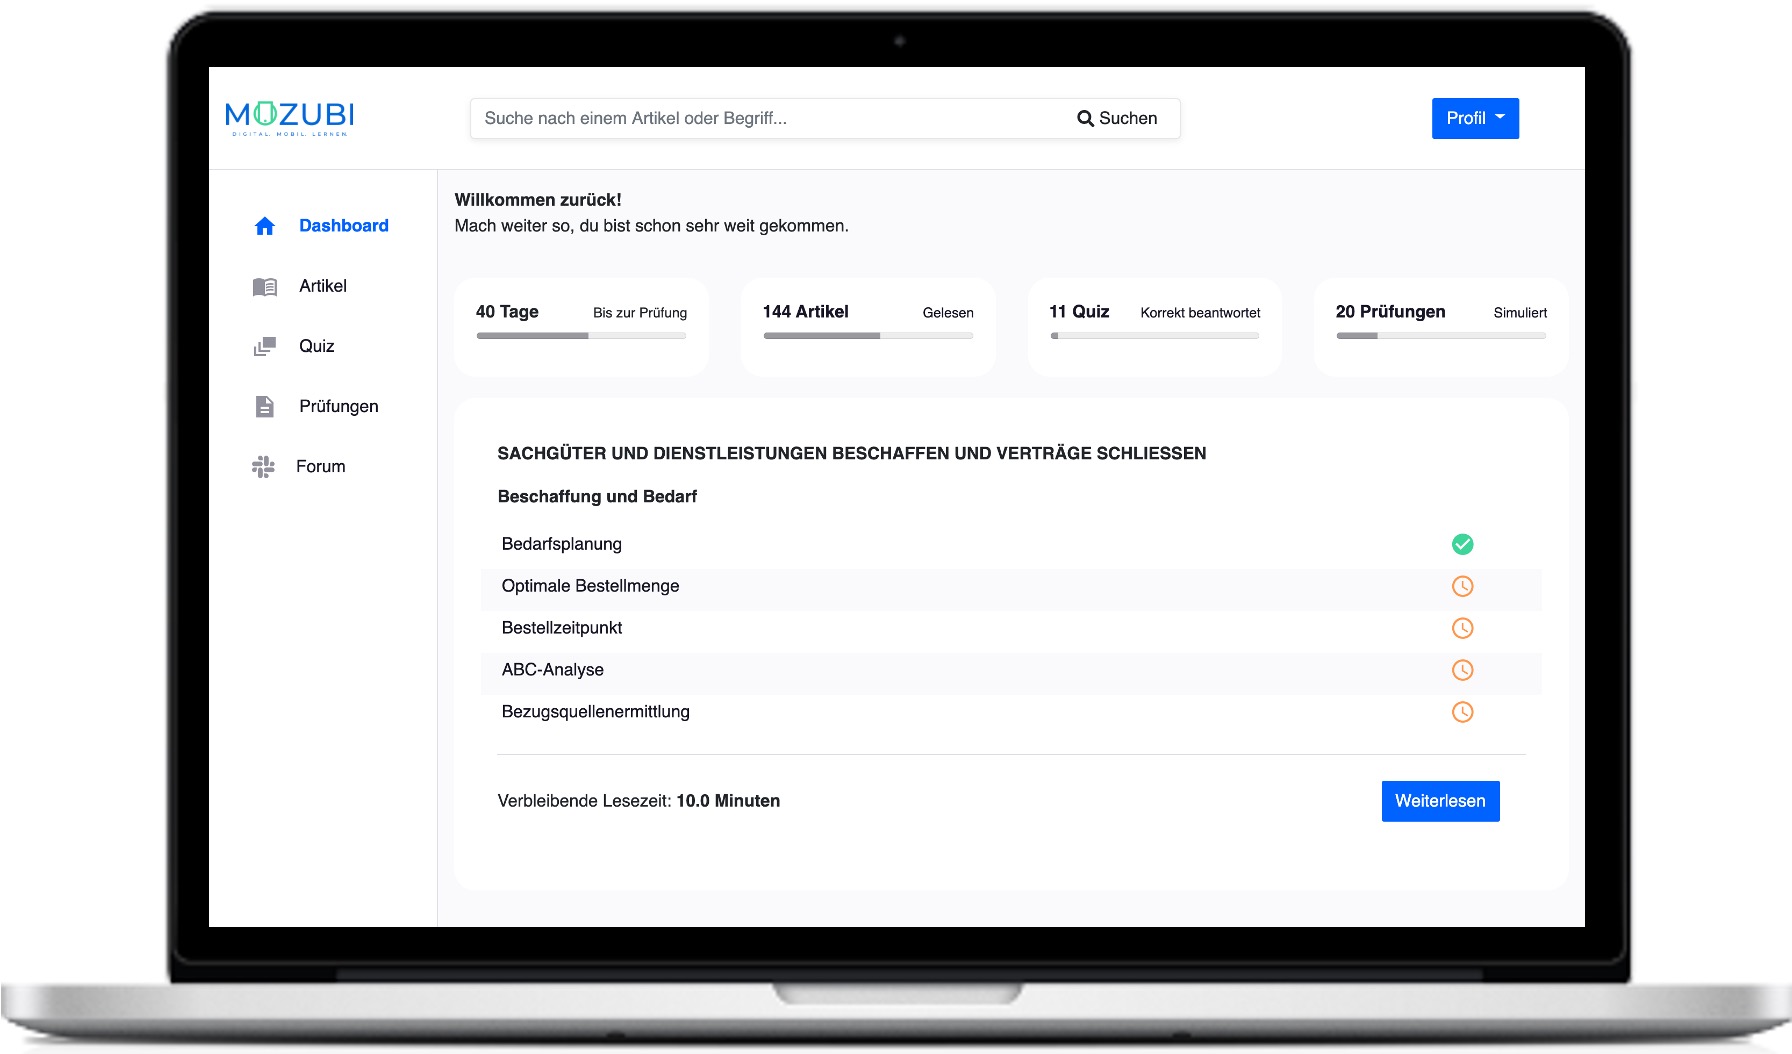 MOZUBI
DIGITAL. MOBIL. LERNEN.
Suche nach einem Artikel oder Begriff... Suchen
Profil
Dashboard
Artikel
Quiz
Prüfungen
Forum
Willkommen zurück!
Mach weiter so, du bist schon sehr weit gekommen.
40 Tage Bis zur Prüfung
144 Artikel Gelesen
11 Quiz Korrekt beantwortet
20 Prüfungen Simuliert
SACHGÜTER UND DIENSTLEISTUNGEN BESCHAFFEN UND VERTRÄGE SCHLIESSEN
Beschaffung und Bedarf
Bedarfsplanung
Optimale Bestellmenge
Bestellzeitpunkt
ABC-Analyse
Bezugsquellenermittlung
Verbleibende Lesezeit: 10.0 Minuten
Weiterlesen